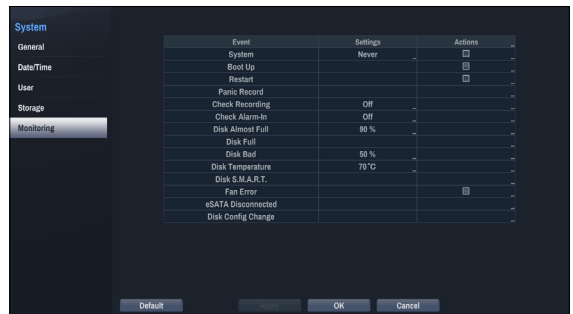 System
General
Date/Time
User
Storage
Monitoring
Event Settings Actions
System Never
Boot Up
Restart
Panic Record
Check Recording Off
Check Alarm-In Off
Disk Almost Full 90 %
Disk Full
Disk Bad 50 %
Disk Temperature 70°C
Disk S.M.A.R.T.
Fan Error
eSATA Disconnected
Disk Config Change
Default Apply OK Cancel